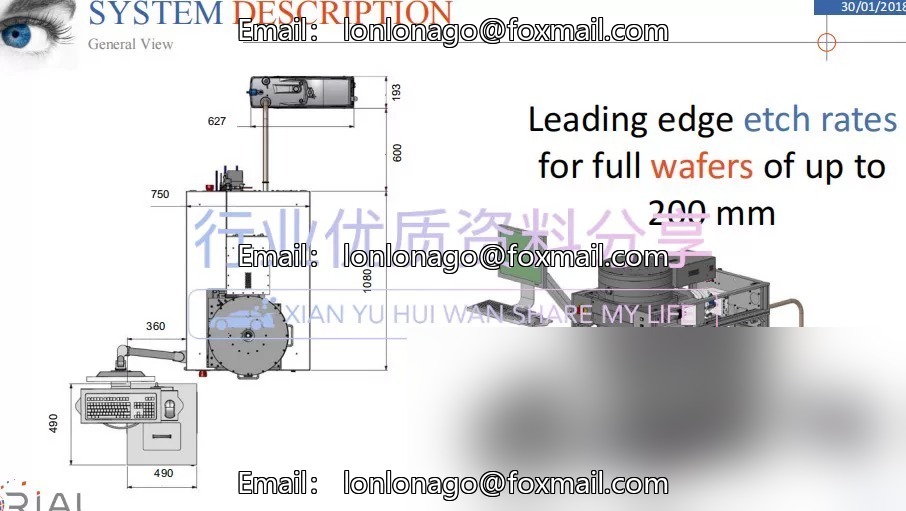 SYSTEM DESCRIPTION
30/01/2018
Email： lonlonago@foxmail.com
General View
193
627
Leading edge etch rates
600
for full wafers of up to
750
200 mm
行业优质资料分享
Email： lonlonago@foxmail.com
1080
XIAN YU HUI WAN SHARE MY LIFE
360
490
490
Email： lonlonago@foxmail.com